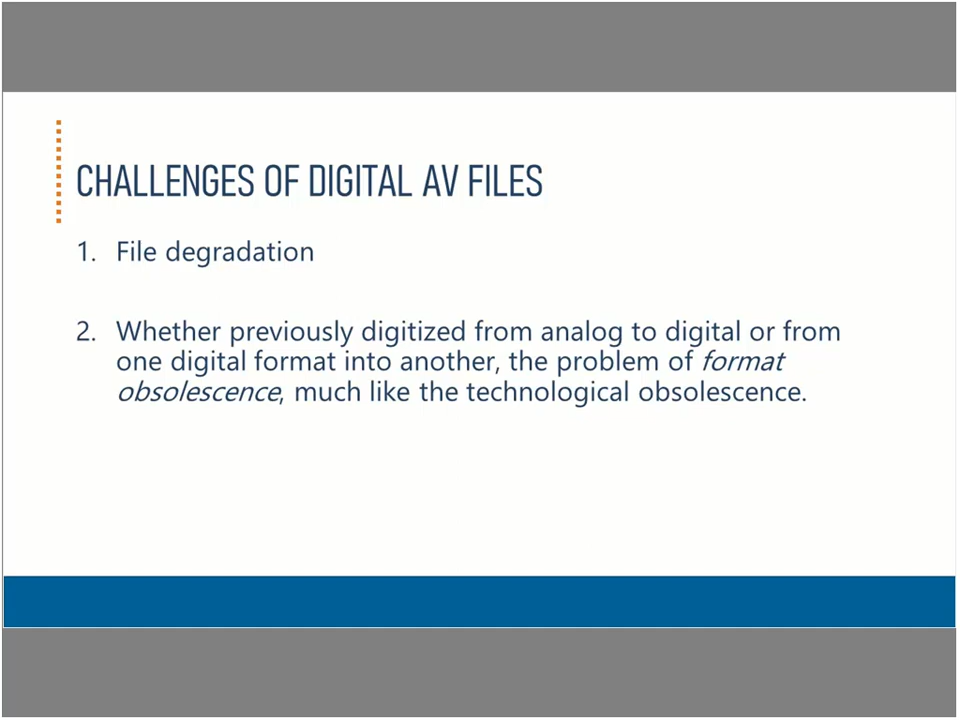 CHALLENGES OF DIGITAL AV FILES
1. File degradation
2. Whether previously digitized from analog to digital or from
one digital format into another, the problem of format
obsolescence, much like the technological obsolescence.